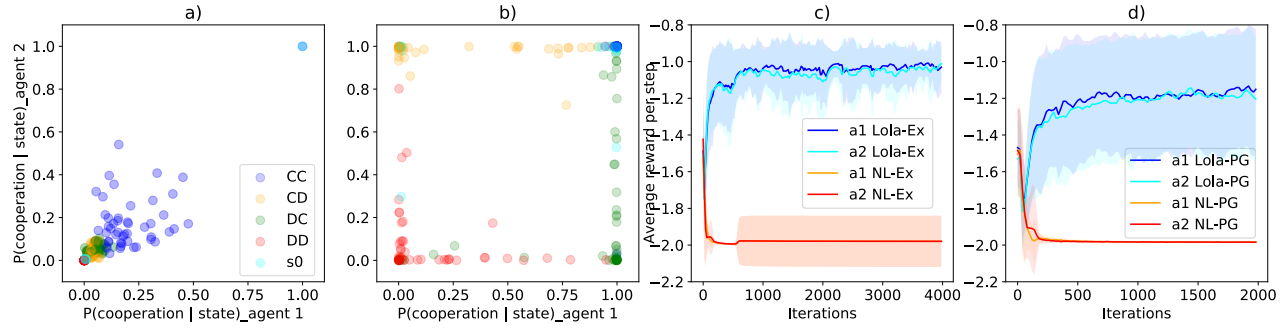 a)
P(cooperation | state)_agent 2
1.0
0.8
0.6
0.4
0.2
0.0
CC
CD
DC
DD
s0
0.00
0.25
0.50
0.75
1.00
P(cooperation | state)_agent 1
b)
1.0
0.8
0.6
0.4
0.2
0.0
0.00
0.25
0.50
0.75
1.00
P(cooperation | state)_agent 1
c)
−0.8
−1.0
−1.2
−1.4
−1.6
−1.8
−2.0
−2.2
a1 Lola-Ex
a2 Lola-Ex
a1 NL-Ex
a2 NL-Ex
0
1000
2000
3000
4000
Iterations
d)
Average reward per step
−0.8
−1.0
−1.2
−1.4
−1.6
−1.8
−2.0
−2.2
a1 Lola-PG
a2 Lola-PG
a1 NL-PG
a2 NL-PG
0
500
1000
1500
2000
Iterations